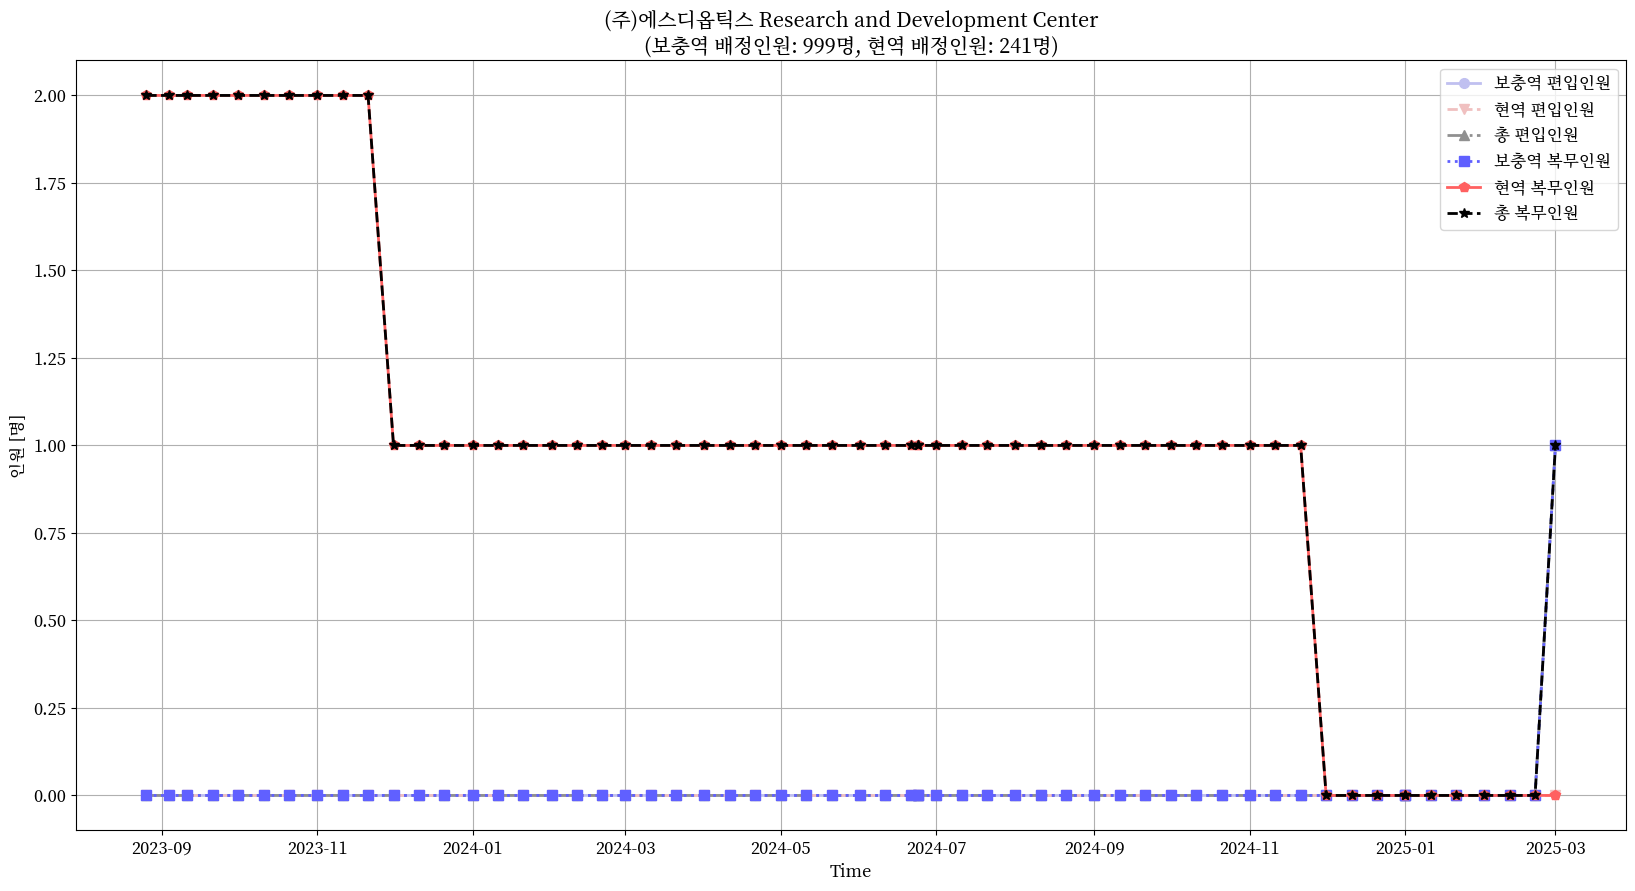 (주)에스디옵틱스 Research and Development Center
(보충역 배정인원: 999명, 현역 배정인원: 241명)
보충역 편입인원
현역 편입인원
총 편입인원
보충역 복무인원
현역 복무인원
총 복무인원
인원 [명]
2.00
1.75
1.50
1.25
1.00
0.75
0.50
0.25
0.00
2023-09
2023-11
2024-01
2024-03
2024-05
2024-07
2024-09
2024-11
2025-01
2025-03
Time